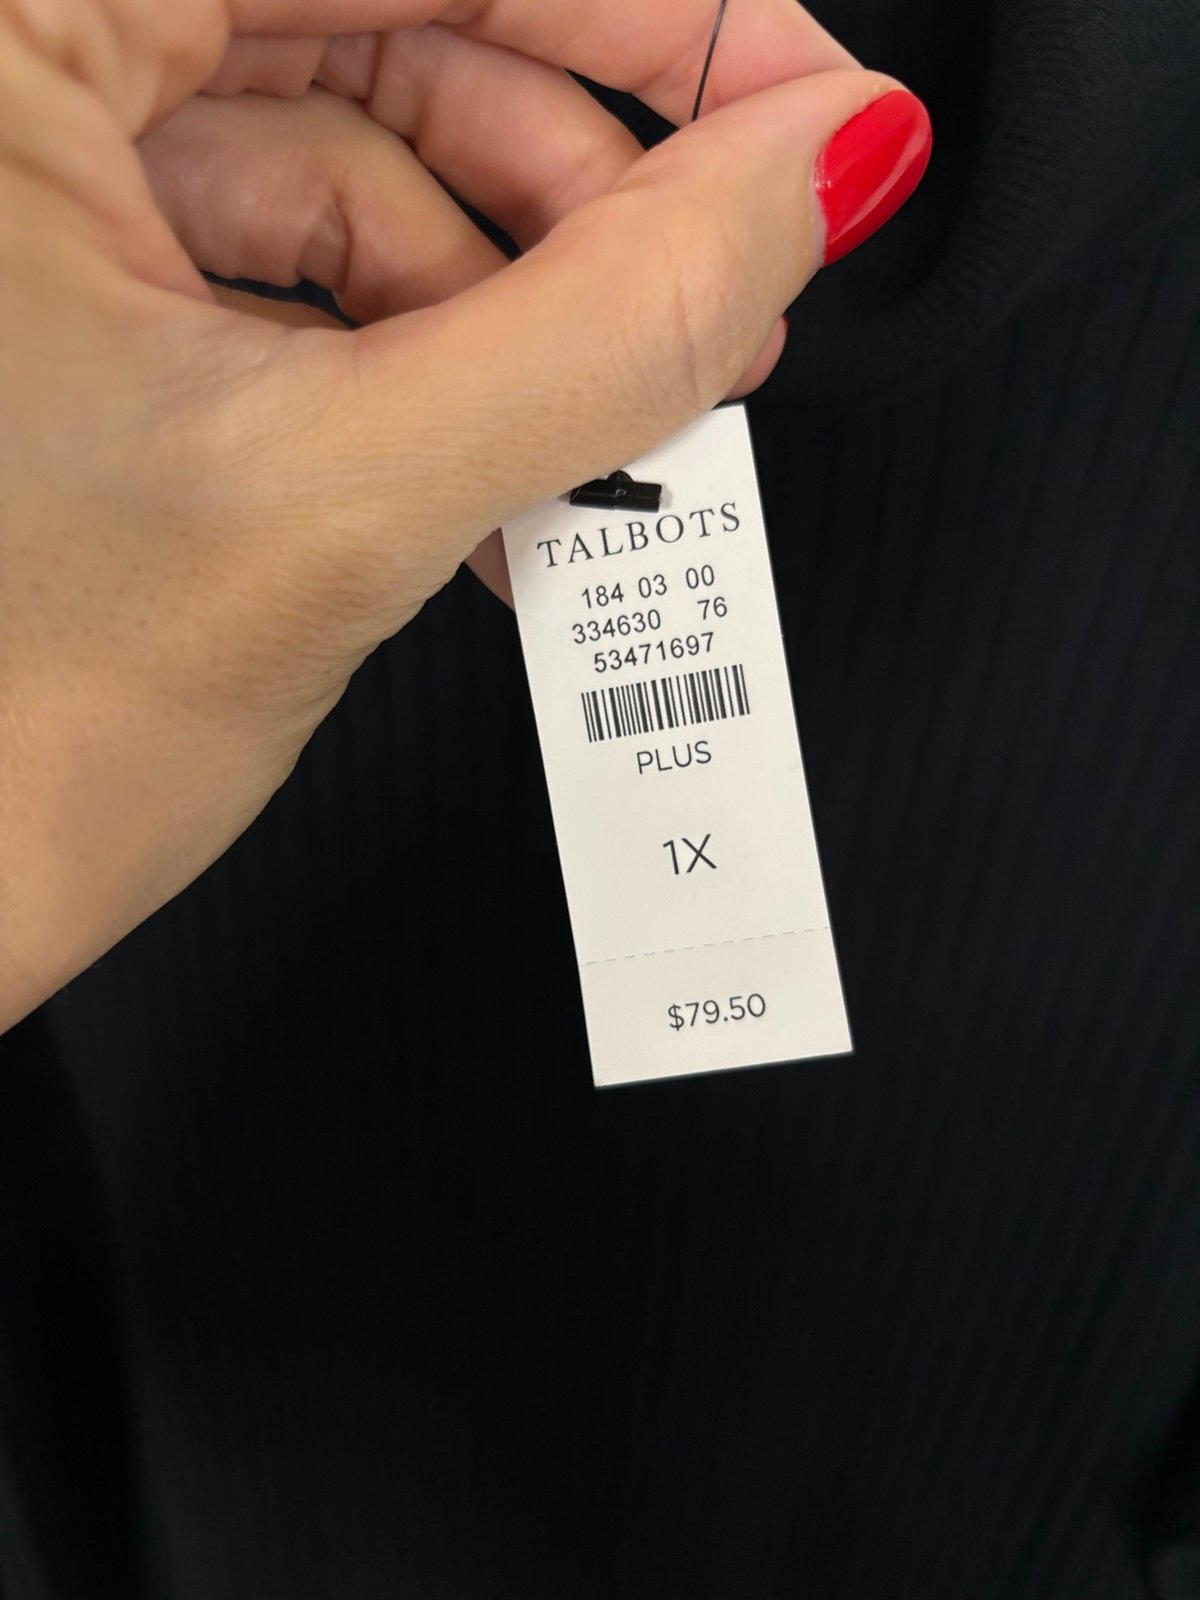 TALBOTS
184 03 00
334630 76
53471697
PLUS
1X
$79.50